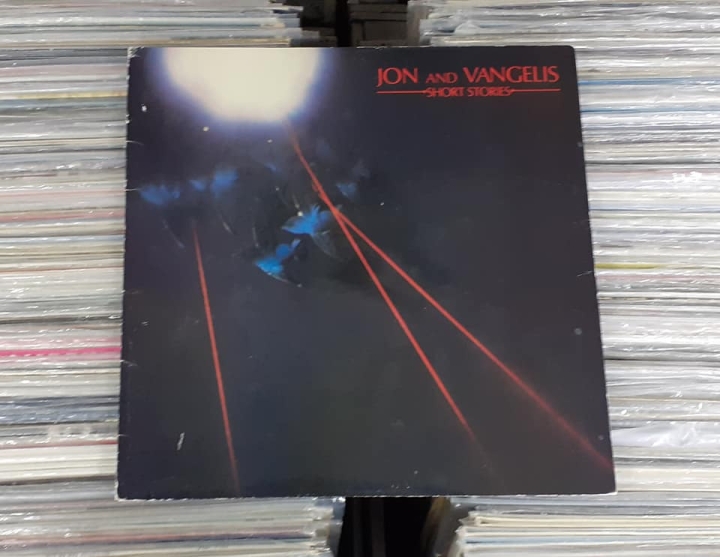 JON AND VANGELIS
SHORT STORIES